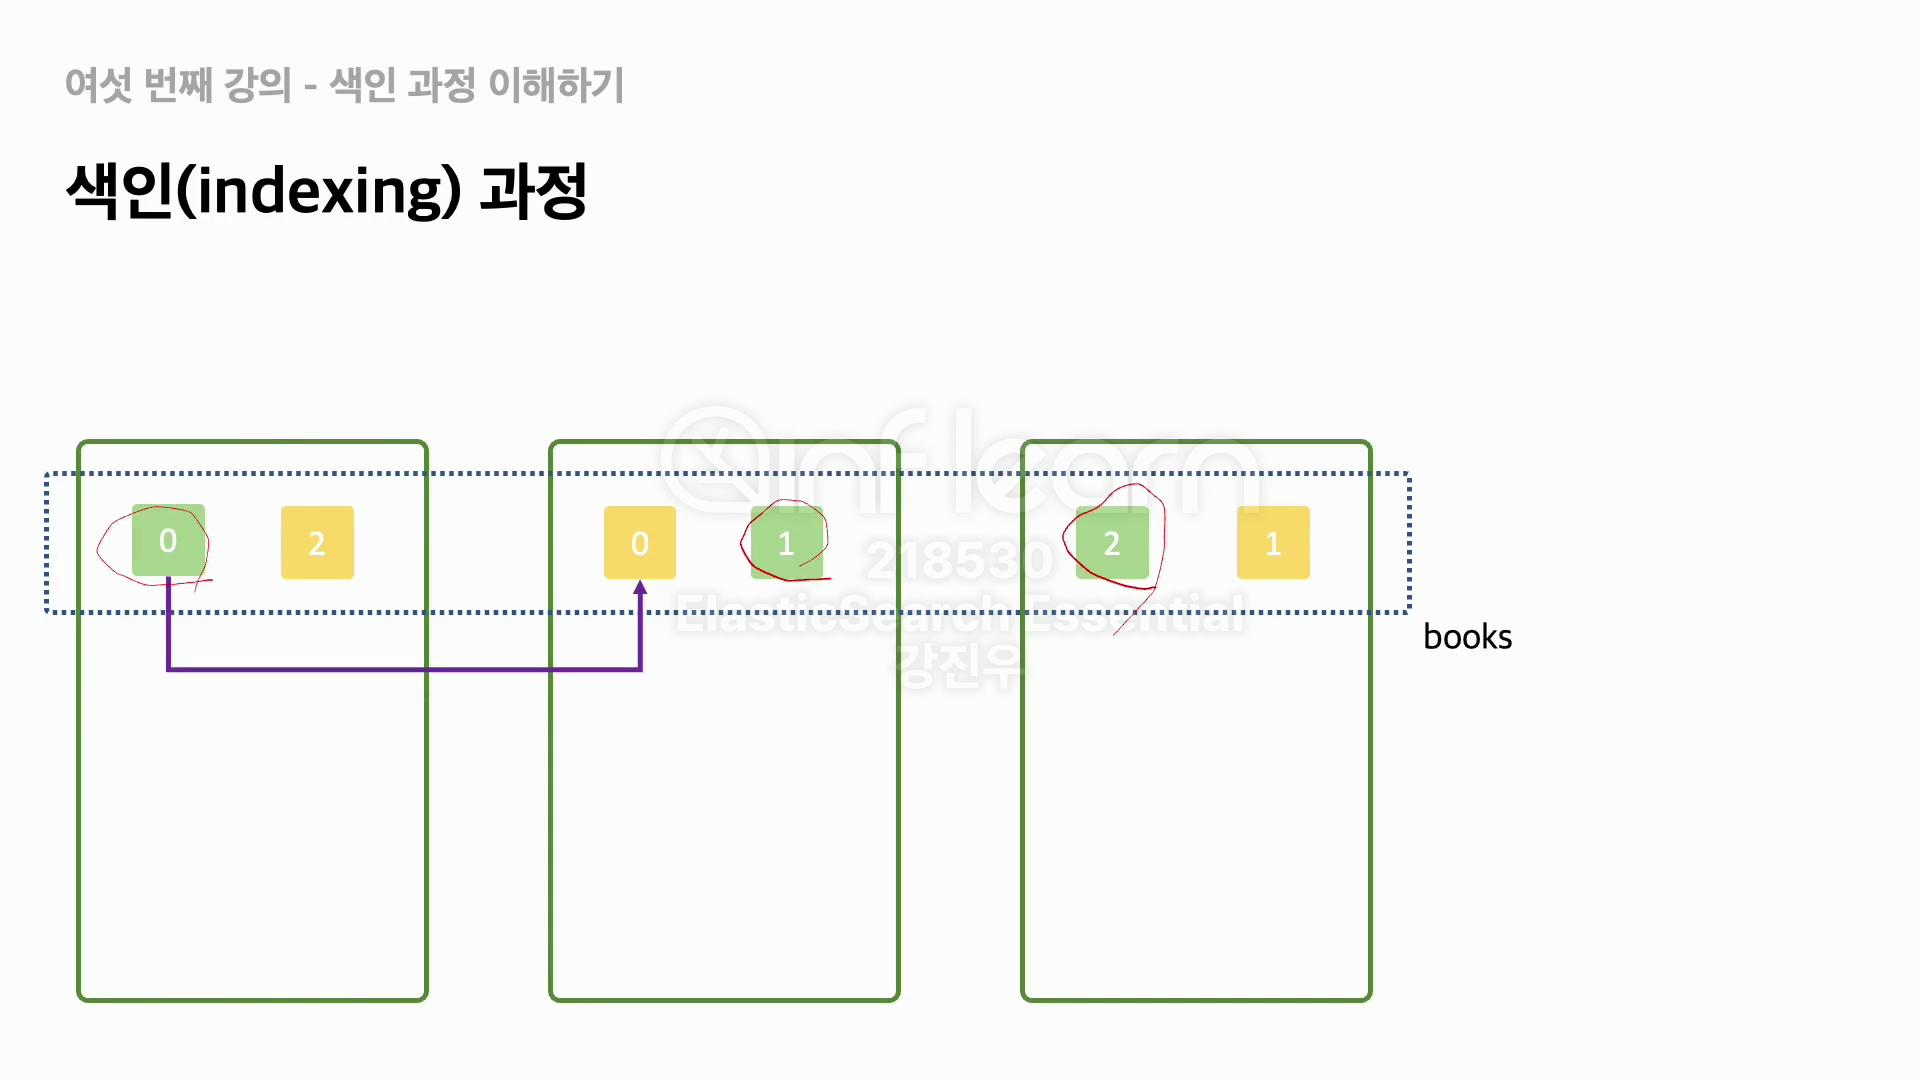 여섯 번째 강의 - 색인 과정 이해하기
색인(indexing) 과정
inflearn
0 2 0 1 2 1
218530
ElasticSearch Essential
books
강진우